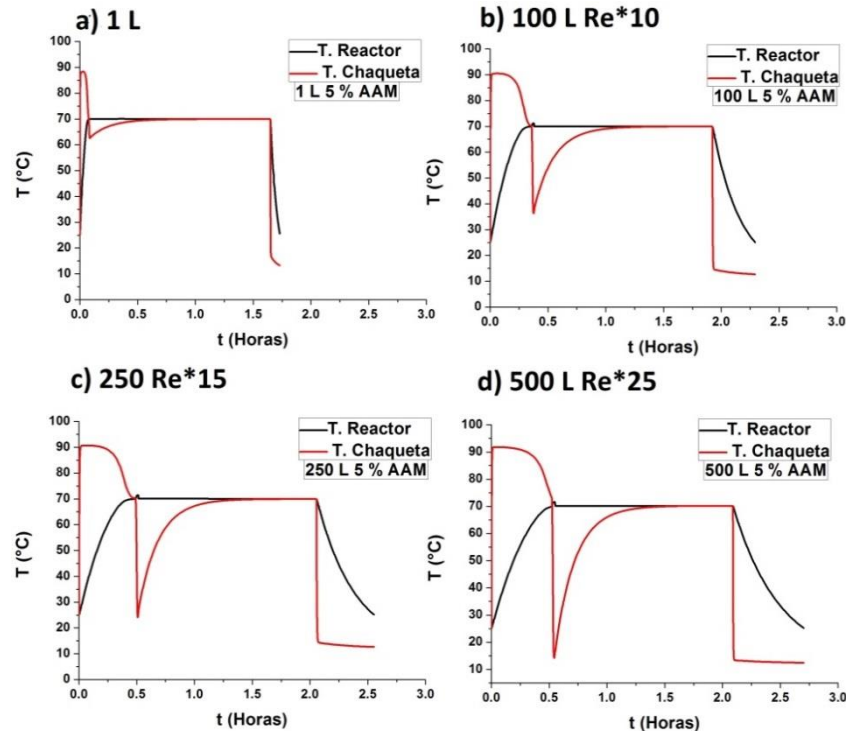 a) 1 L
T. Reactor
T. Chaqueta
1 L 5 % AAM
T (°C)
100
90
80
70
60
50
40
30
20
10
0
0.0 0.5 1.0 1.5 2.0 2.5 3.0
t (Horas)
b) 100 L Re*10
T. Reactor
T. Chaqueta
100 L 5 % AAM
T (°C)
100
90
80
70
60
50
40
30
20
10
0
0.0 0.5 1.0 1.5 2.0 2.5 3.0
t (Horas)
c) 250 Re*15
T. Reactor
T. Chaqueta
250 L 5 % AAM
T (°C)
100
90
80
70
60
50
40
30
20
10
0
0.0 0.5 1.0 1.5 2.0 2.5 3.0
t (Horas)
d) 500 L Re*25
T. Reactor
T. Chaqueta
500 L 5 % AAM
T (°C)
100
90
80
70
60
50
40
30
20
10
0.0 0.5 1.0 1.5 2.0 2.5 3.0
t (Horas)